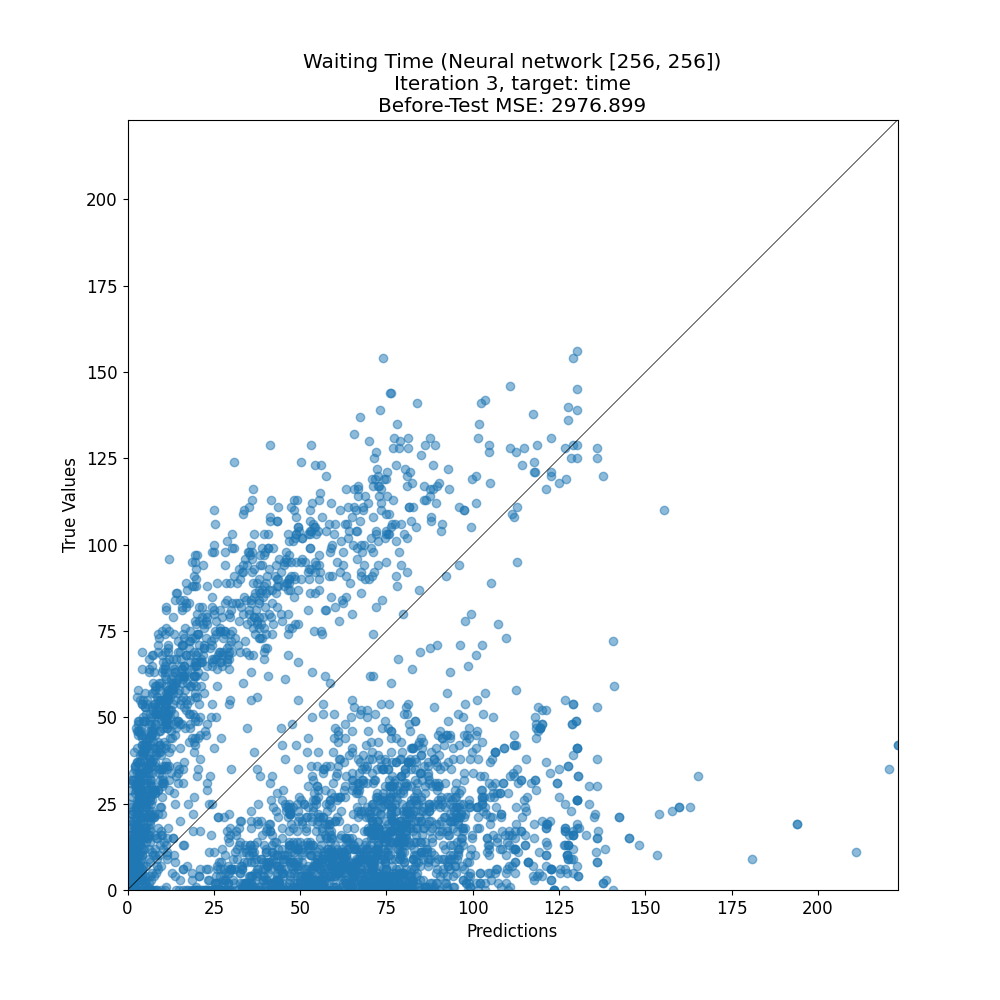 Waiting Time (Neural network [256, 256])
Iteration 3, target: time
Before-Test MSE: 2976.899
200
175
150
125
100
75
50
25
0
True Values
0 25 50 75 100 125 150 175 200
Predictions